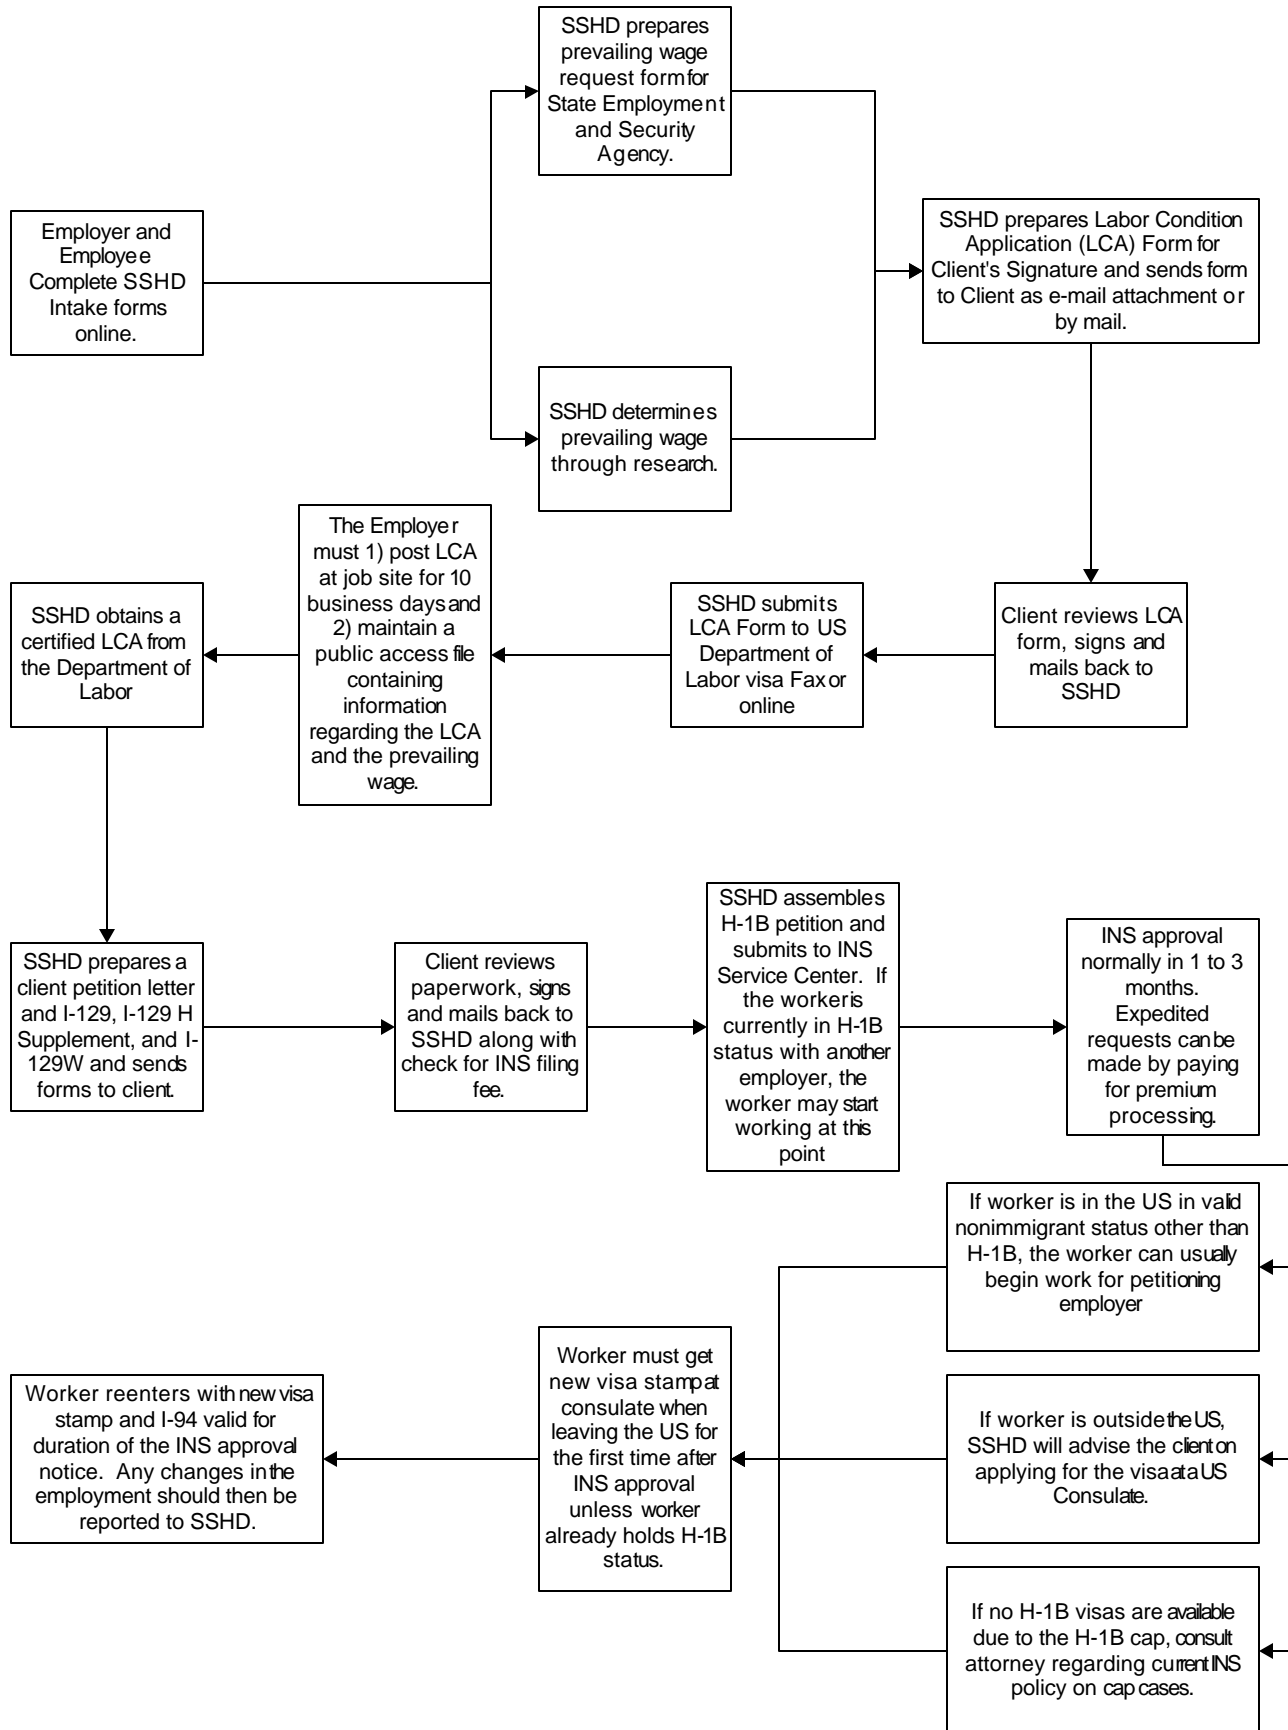 SSHD prepares
prevailing wage
request form for
State Employment
and Security
Agency.
Employer and
Employee
Complete SSHD
Intake forms
online.
SSHD determines
prevailing wage
through research.
SSHD prepares Labor Condition
Application (LCA) Form for
Client's Signature and sends form
to Client as e-mail attachment or
by mail.
Client reviews LCA
form, signs and
mails back to
SSHD
SSHD submits
LCA Form to US
Department of
Labor visa Fax or
online
The Employer
must 1) post LCA
at job site for 10
business days and
2) maintain a
public access file
containing
information
regarding the LCA
and the prevailing
wage.
SSHD obtains a
certified LCA from
the Department of
Labor
SSHD prepares a
client petition letter
and I-129, I-129 H
Supplement, and I-
129W and sends
forms to client.
Client reviews
paperwork, signs
and mails back to
SSHD along with
check for INS filing
fee.
SSHD assembles
H-1B petition and
submits to INS
Service Center. If
the worker is
currently in H-1B
status with another
employer, the
worker may start
working at this
point
INS approval
normally in 1 to 3
months.
Expedited
requests can be
made by paying
for premium
processing.
If worker is in the US in valid
nonimmigrant status other than
H-1B, the worker can usually
begin work for petitioning
employer
If worker is outside the US,
SSHD will advise the client on
applying for the visa at a US
Consulate.
If no H-1B visas are available
due to the H-1B cap, consult
attorney regarding current INS
policy on cap cases.
Worker must get
new visa stamp at
consulate when
leaving the US for
the first time after
INS approval
unless worker
already holds H-1B
status.
Worker reenters with new visa
stamp and I-94 valid for
duration of the INS approval
notice. Any changes in the
employment should then be
reported to SSHD.